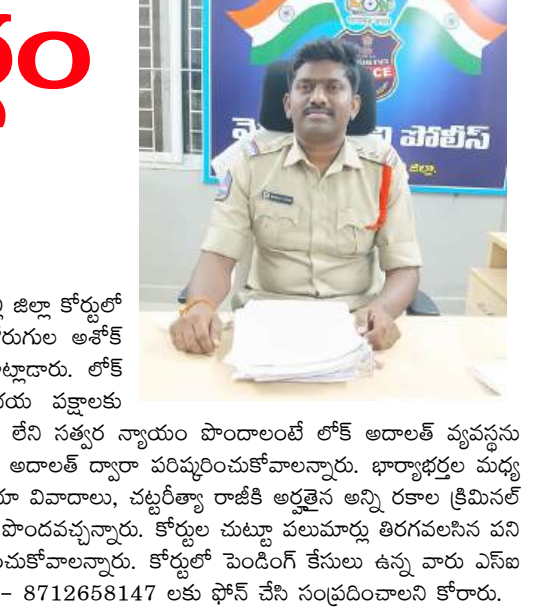 పోలీస్
జిల్లా.
జిల్లా కోర్టులో
అశోక్
లోక్
పక్షాలకు
లేని సత్వర న్యాయం పొందాలంటే లోక్ అదాలత్ వ్యవస్థను
అదాలత్ ద్వారా పరిష్కరించుకోవాలన్నారు. భార్యాభర్తల మధ్య
వివాదాలు, చట్టరీత్యా రాజీకి అర్హతైన అన్ని రకాల క్రిమినల్
పొందవచ్చన్నారు. కోర్టుల చుట్టూ పలుమార్లు తిరగవలసిన పని
కోర్టులో పెండింగ్ కేసులు ఉన్న వారు ఎస్ఐ
- 8712658147 లకు ఫోన్ చేసి సంప్రదించాలని కోరారు.